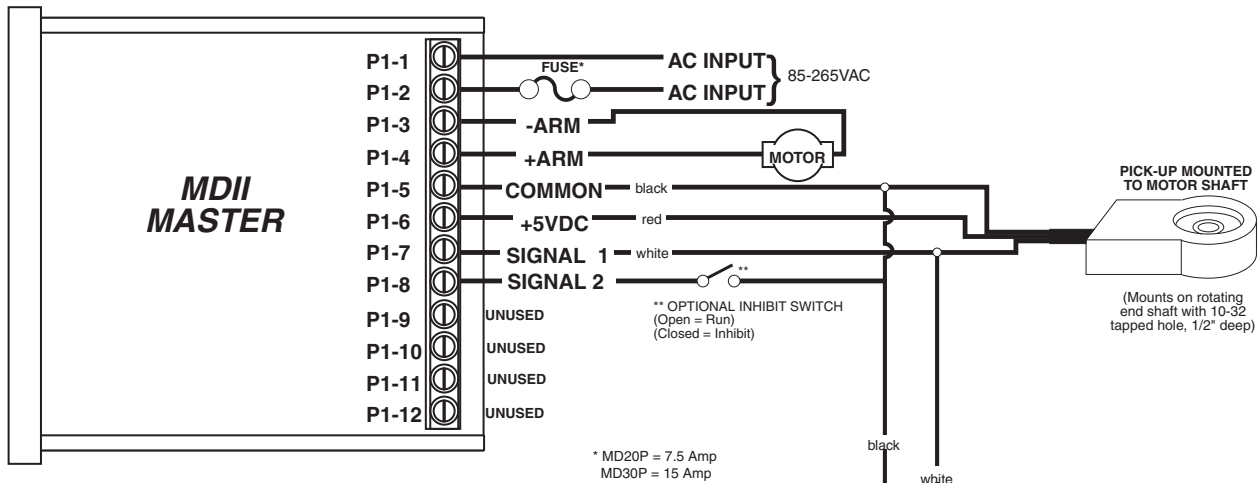 MDII
MASTER
P1-1
P1-2
P1-3
P1-4
P1-5
P1-6
P1-7
P1-8
P1-9
P1-10
P1-11
P1-12
FUSE*
AC INPUT
AC INPUT
85-265VAC
-ARM
+ARM
MOTOR
COMMON
black
+5VDC
red
SIGNAL 1
white
SIGNAL 2
**
UNUSED
UNUSED
UNUSED
UNUSED
** OPTIONAL INHIBIT SWITCH
(Open = Run)
(Closed = Inhibit)
PICK-UP MOUNTED
TO MOTOR SHAFT
(Mounts on rotating
end shaft with 10-32
tapped hole, 1/2" deep)
* MD20P = 7.5 Amp
MD30P = 15 Amp
black
white